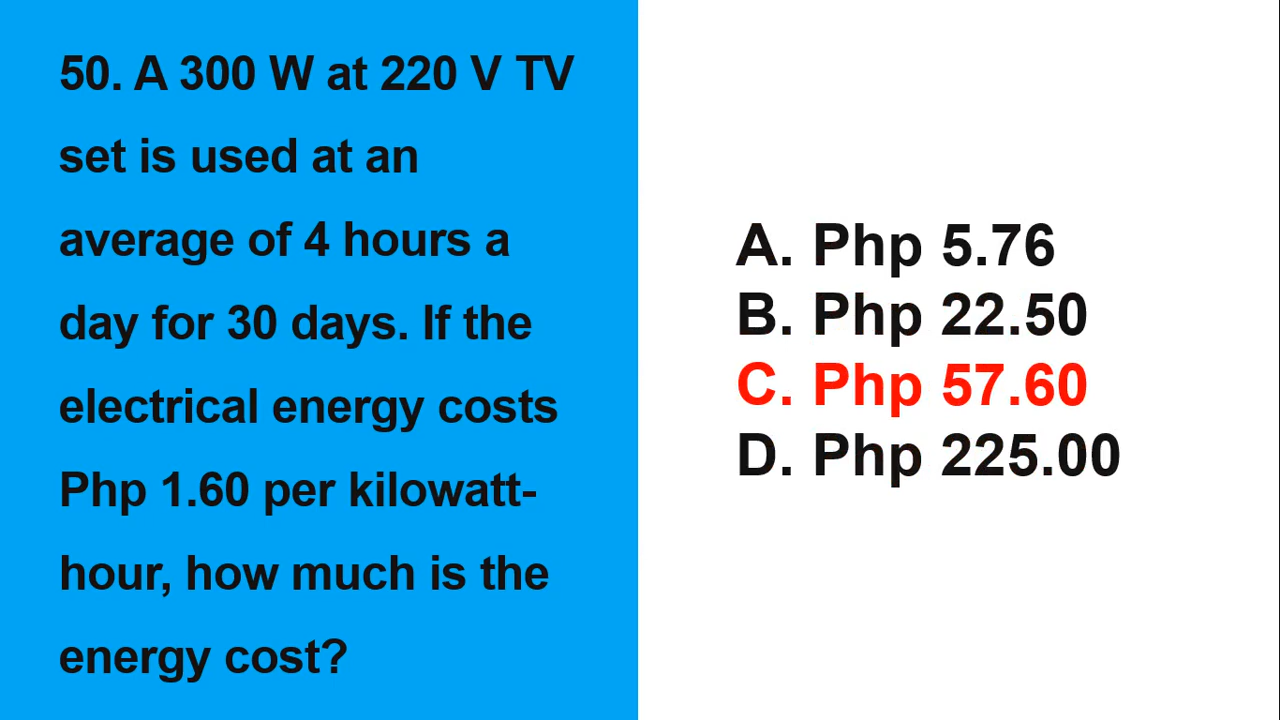 50. A 300 W at 220 V TV
set is used at an
average of 4 hours a
day for 30 days. If the
electrical energy costs
Php 1.60 per kilowatt-
hour, how much is the
energy cost?
A. Php 5.76
B. Php 22.50
C. Php 57.60
D. Php 225.00